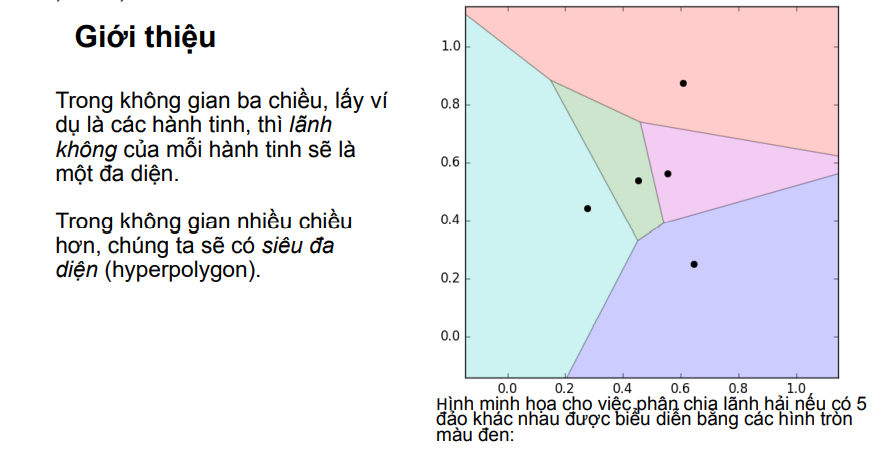 Giới thiệu
Trong không gian ba chiều, lấy ví
dụ là các hành tinh, thì lãnh
không của mỗi hành tinh sẽ là
một đa diện.
Trong không gian nhiều chiều
hơn, chúng ta sẽ có siêu đa
diện (hyperpolygon).
1.0
0.8
0.6
0.4
0.2
0.0
0.0 0.2 0.4 0.6 0.8 1.0
Hình minh họa cho việc phân chia lãnh hải nếu có 5
đảo khác nhau được biểu diễn bằng các hình tròn
màu đen: